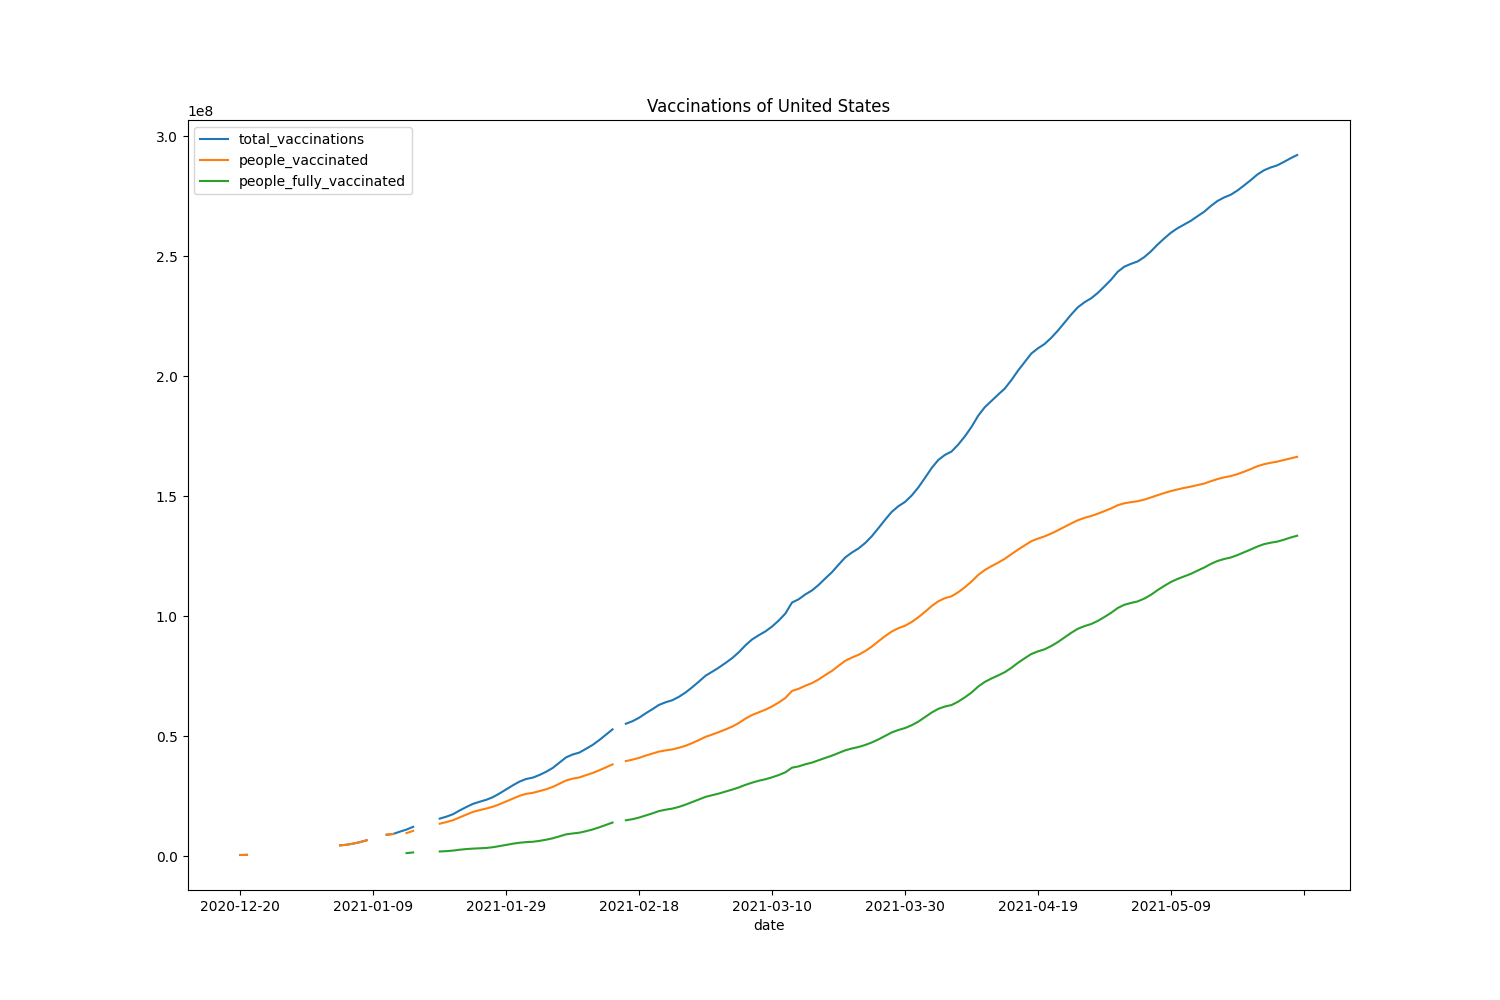 Vaccinations of United States
1e8
total_vaccinations
people_vaccinated
people_fully_vaccinated
3.0
2.5
2.0
1.5
1.0
0.5
0.0
2020-12-20 2021-01-09 2021-01-29 2021-02-18 2021-03-10 2021-03-30 2021-04-19 2021-05-09
date